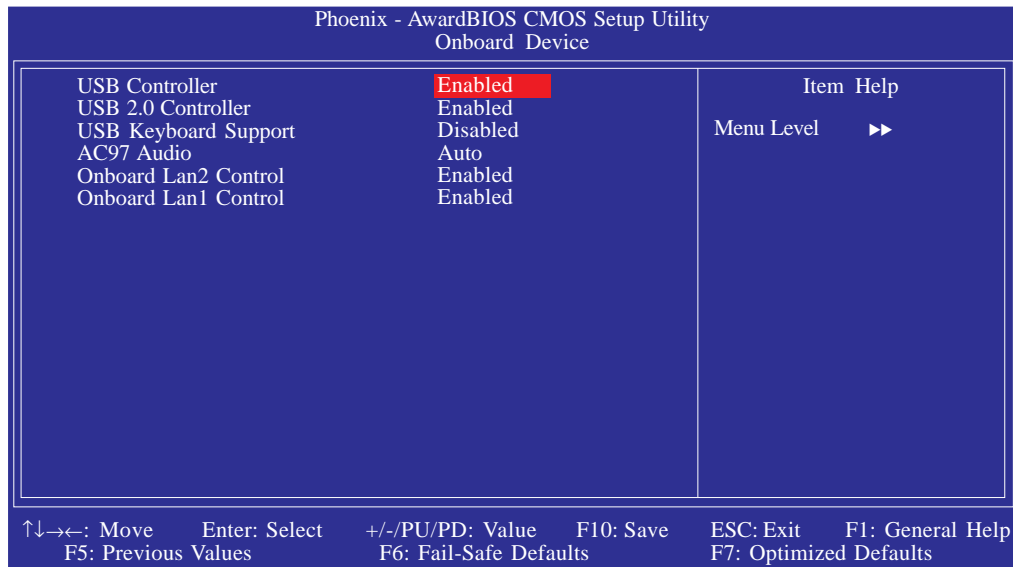 Phoenix - AwardBIOS CMOS Setup Utility
Onboard Device
USB Controller Enabled
USB 2.0 Controller Enabled
USB Keyboard Support Disabled
AC97 Audio Auto
Onboard Lan2 Control Enabled
Onboard Lan1 Control Enabled
Item Help
Menu Level ▶▶
↑↓→←: Move Enter: Select +/-/PU/PD: Value F10: Save ESC: Exit F1: General Help
F5: Previous Values F6: Fail-Safe Defaults F7: Optimized Defaults